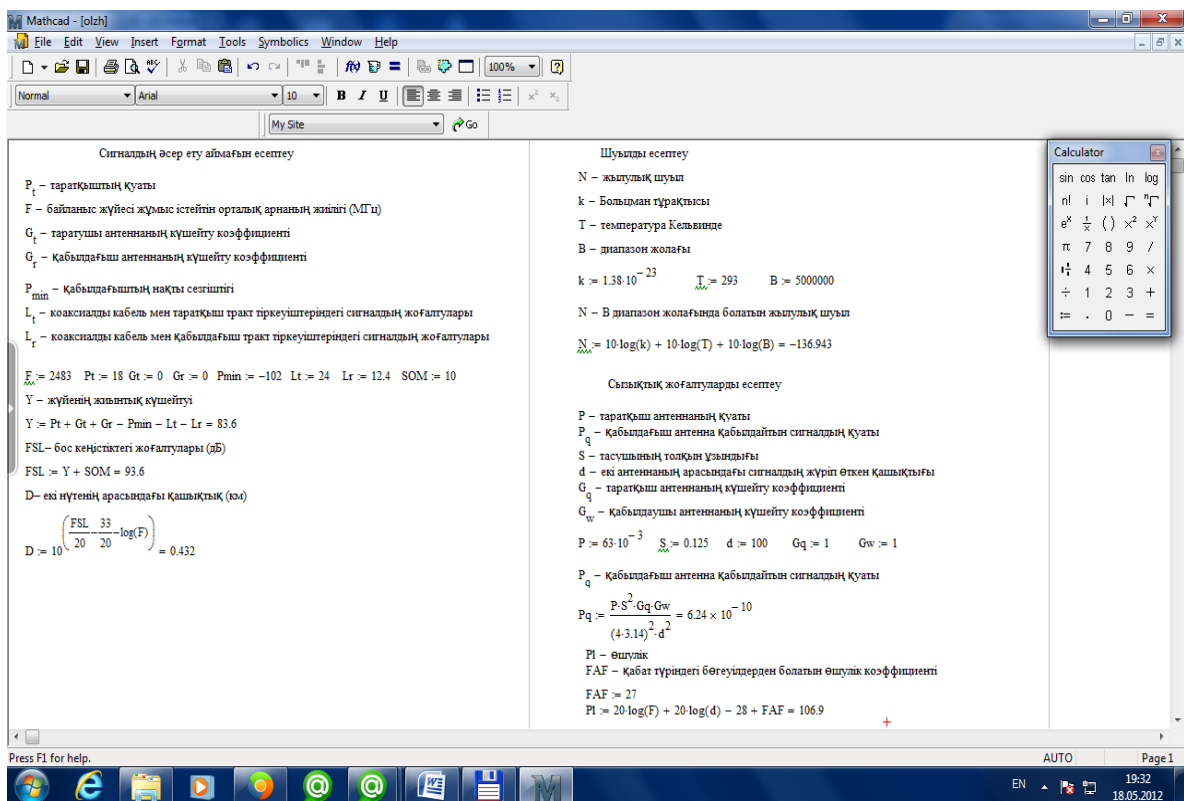 Mathcad - [olzh]
File Edit View Insert Format Tools Symbolics Window Help
100%
Normal Arial 10 B I U
My Site Go
Сигналдың әсер ету аймағын есептеу
P_t – таратқыштың қуаты
F – байланыс жүйесі жұмыс істейтін орталық арнаның жиілігі (МГц)
G_t – таратушы антеннаның күшейту коэффициенті
G_r – қабылдағыш антеннаның күшейту коэффициенті
P_min – қабылдағыштың нақты сезгіштігі
L_t – коаксиалды кабель мен таратқыш тракт тіркеуіштеріндегі сигналдың жоғалтулары
L_r – коаксиалды кабель мен қабылдағыш тракт тіркеуіштеріндегі сигналдың жоғалтулары
F := 2483 Pt := 18 Gt := 0 Gr := 0 Pmin := −102 Lt := 24 Lr := 12.4 SOM := 10
Y – жүйенің жиынтық күшейтуі
Y := Pt + Gt + Gr − Pmin − Lt − Lr = 83.6
FSL– бос кеңістіктегі жоғалтулары (дБ)
FSL := Y + SOM = 93.6
D– екі нүтенің арасындағы қашықтық (км)
D := 10^(FSL/20 − 33/20 − log(F)) = 0.432
Шуылды есептеу
N – жылулық шуыл
k – Больцман тұрақтысы
T – температура Кельвинде
B – диапазон жолағы
k := 1.38·10^−23 T := 293 B := 5000000
N – B диапазон жолағында болатын жылулық шуыл
N := 10·log(k) + 10·log(T) + 10·log(B) = −136.943
Сызықтық жоғалтуларды есептеу
P – таратқыш антеннаның қуаты
P_q – қабылдағыш антенна қабылдайтын сигналдың қуаты
S – тасушының толқын ұзындығы
d – екі антеннаның арасындағы сигналдың жүріп өткен қашықтығы
G_q – таратқыш антеннаның күшейту коэффициенті
G_w – қабылдаушы антеннаның күшейту коэффициенті
P := 63·10^−3 S := 0.125 d := 100 Gq := 1 Gw := 1
P_q – қабылдағыш антенна қабылдайтын сигналдың қуаты
Pq := P·S^2·Gq·Gw / (4·3.14)^2·d^2 = 6.24 × 10^−10
Pl – өшулік
FAF – қабат түріндегі бөгеуілдерден болатын өшулік коэффициенті
FAF := 27
Pl := 20·log(F) + 20·log(d) − 28 + FAF = 106.9
Calculator
sin cos tan ln log
n! i |×| √ ⁿ√
e^x 1/x ( ) x² x^Y
π 7 8 9 /
4 5 6 ×
÷ 1 2 3 +
:= . 0 − =
Press F1 for help.
AUTO Page 1
EN 19:32
18.05.2012